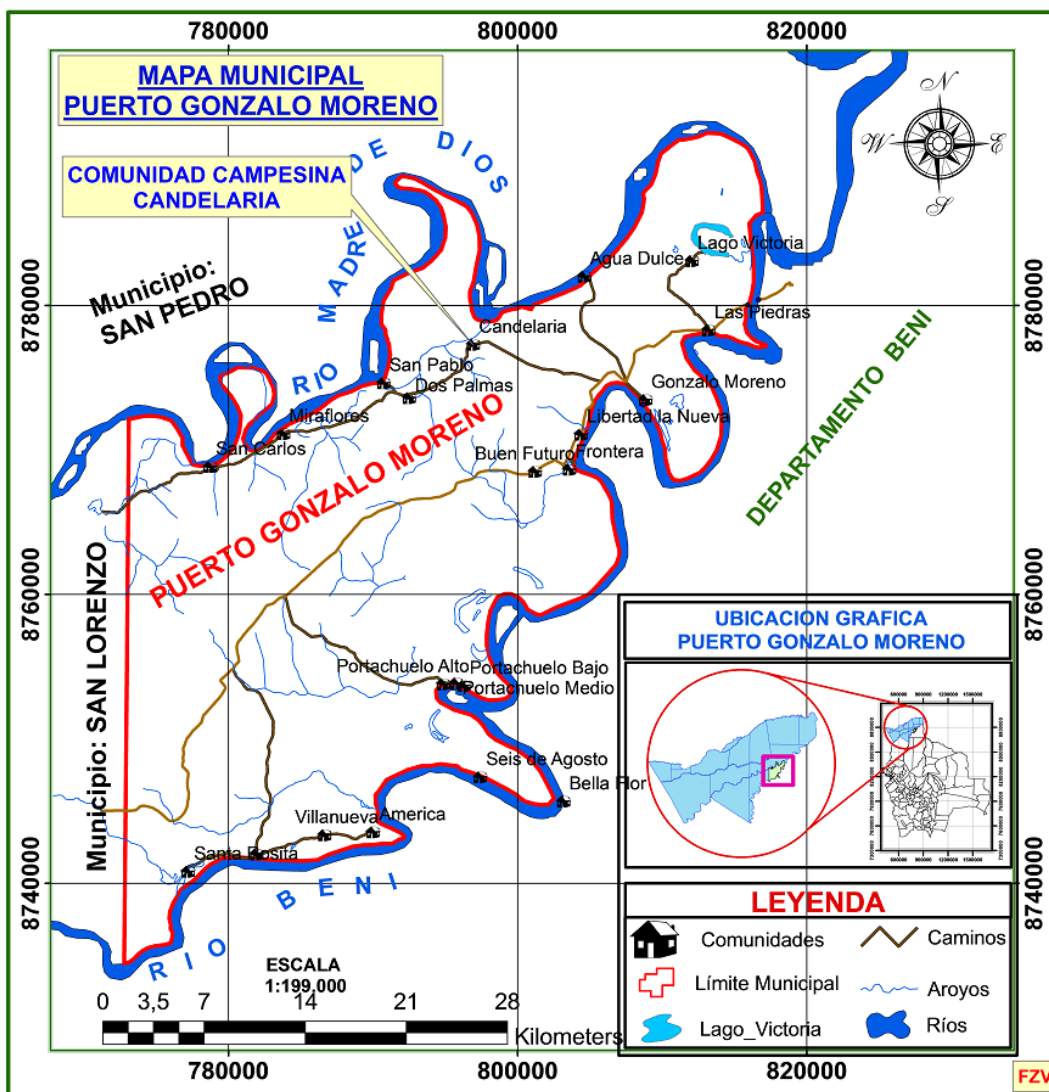 780000
800000
820000
MAPA MUNICIPAL
PUERTO GONZALO MORENO
COMUNIDAD CAMPESINA
CANDELARIA
RIO MADRE DE DIOS
N
W
E
S
Municipio:
SAN PEDRO
8780000
8780000
Lago Victoria
Agua Dulce
Las Piedras
Candelaria
San Pablo
Dos Palmas
Gonzalo Moreno
Miraflores
Libertad la Nueva
San Carlos
Buen Futuro
Frontera
PUERTO GONZALO MORENO
DEPARTAMENTO BENI
8760000
8760000
Municipio: SAN LORENZO
Portachuelo Alto
Portachuelo Bajo
Portachuelo Medio
Seis de Agosto
Bella Flor
Villanueva
America
Santa Rosita
8740000
8740000
RIO BENI
UBICACION GRAFICA
PUERTO GONZALO MORENO
LEYENDA
Comunidades
Caminos
Límite Municipal
Aroyos
Lago_Victoria
Ríos
ESCALA
1:199,000
0 3,5 7 14 21 28
Kilometers
780000
800000
820000
FZV